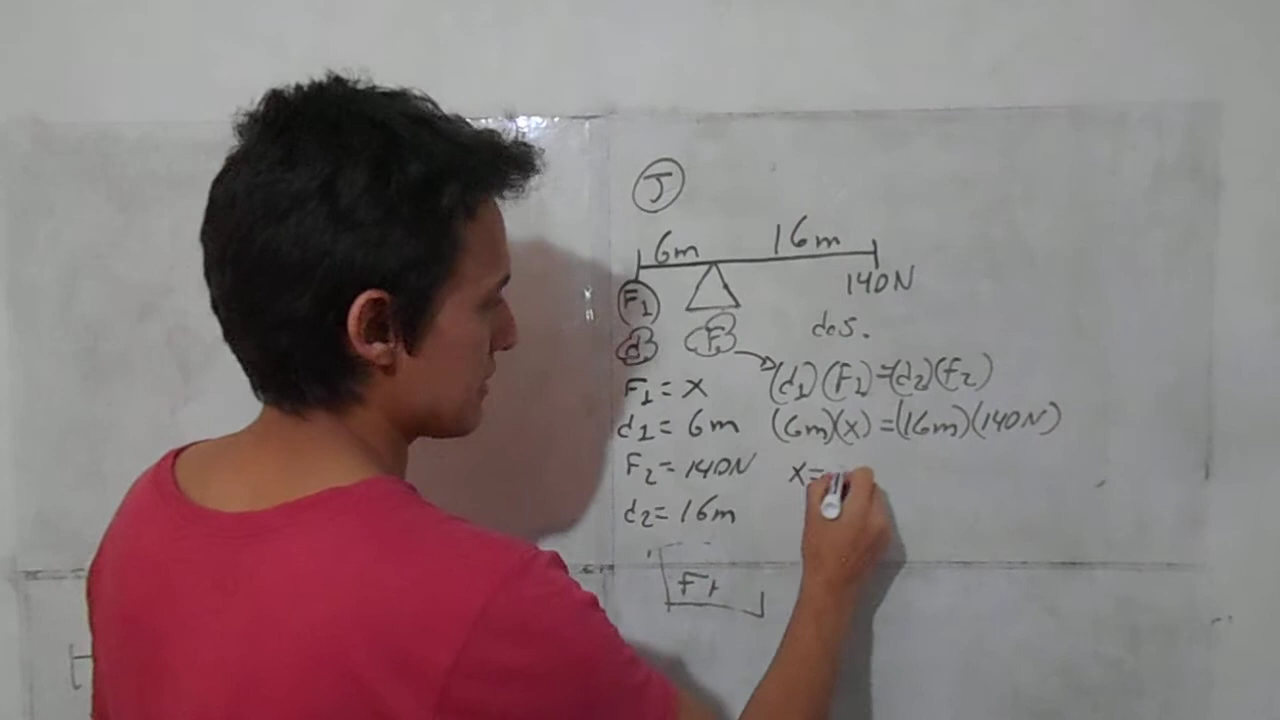 J
6m 16m
F1 140N
d F dos.
F1 = x (d1)(F1)=(d2)(F2)
d1 = 6m (6m)(x) =(16m)(140N)
F2 = 140N x=
d2 = 16m
F1